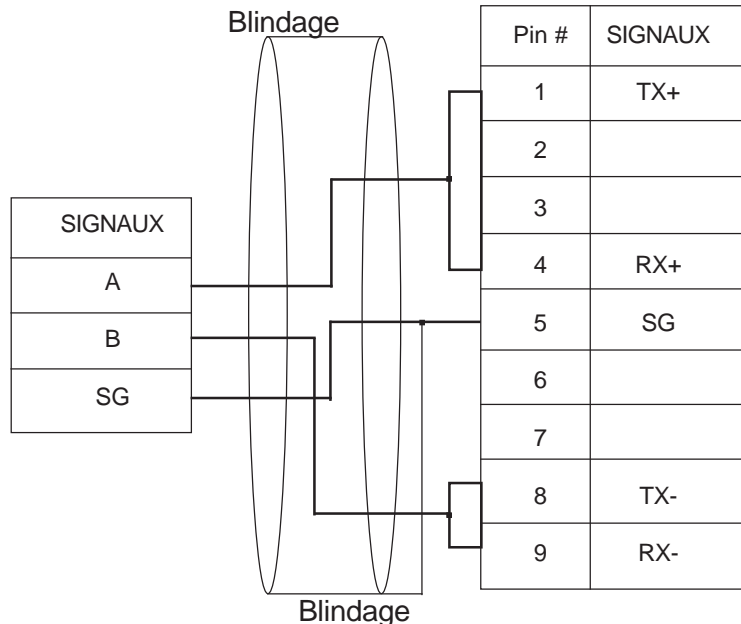 Blindage
Pin # SIGNAUX
1 TX+
2
3
4 RX+
5 SG
6
7
8 TX-
9 RX-
SIGNAUX
A
B
SG
Blindage